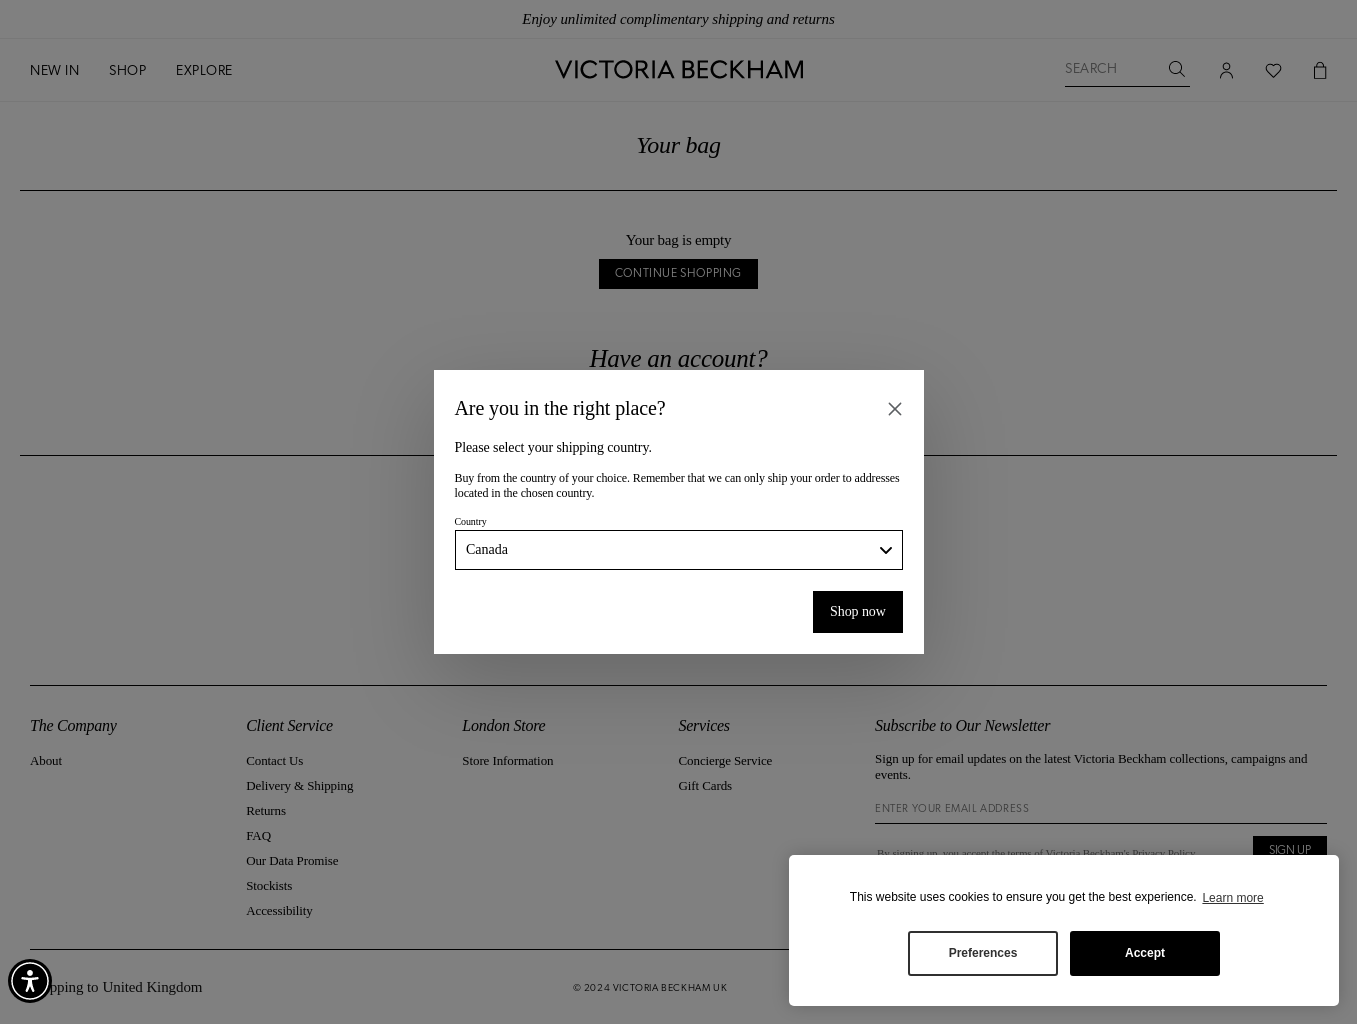 Enjoy unlimited complimentary shipping and returns
NEW IN
SHOP
EXPLORE
VICTORIA BECKHAM
SEARCH
Your bag
Your bag is empty
CONTINUE SHOPPING
Have an account?
Are you in the right place?
Please select your shipping country.
Buy from the country of your choice. Remember that we can only ship your order to addresses
located in the chosen country.
Country
Canada
Shop now
The Company
About
Client Service
Contact Us
Delivery & Shipping
Returns
FAQ
Our Data Promise
Stockists
Accessibility
London Store
Store Information
Services
Concierge Service
Gift Cards
Subscribe to Our Newsletter
Sign up for email updates on the latest Victoria Beckham collections, campaigns and
events.
ENTER YOUR EMAIL ADDRESS
By signing up, you accept the terms of Victoria Beckham's Privacy Policy
SIGN UP
This website uses cookies to ensure you get the best experience. Learn more
Preferences
Accept
to United Kingdom
© 2024 VICTORIA BECKHAM UK